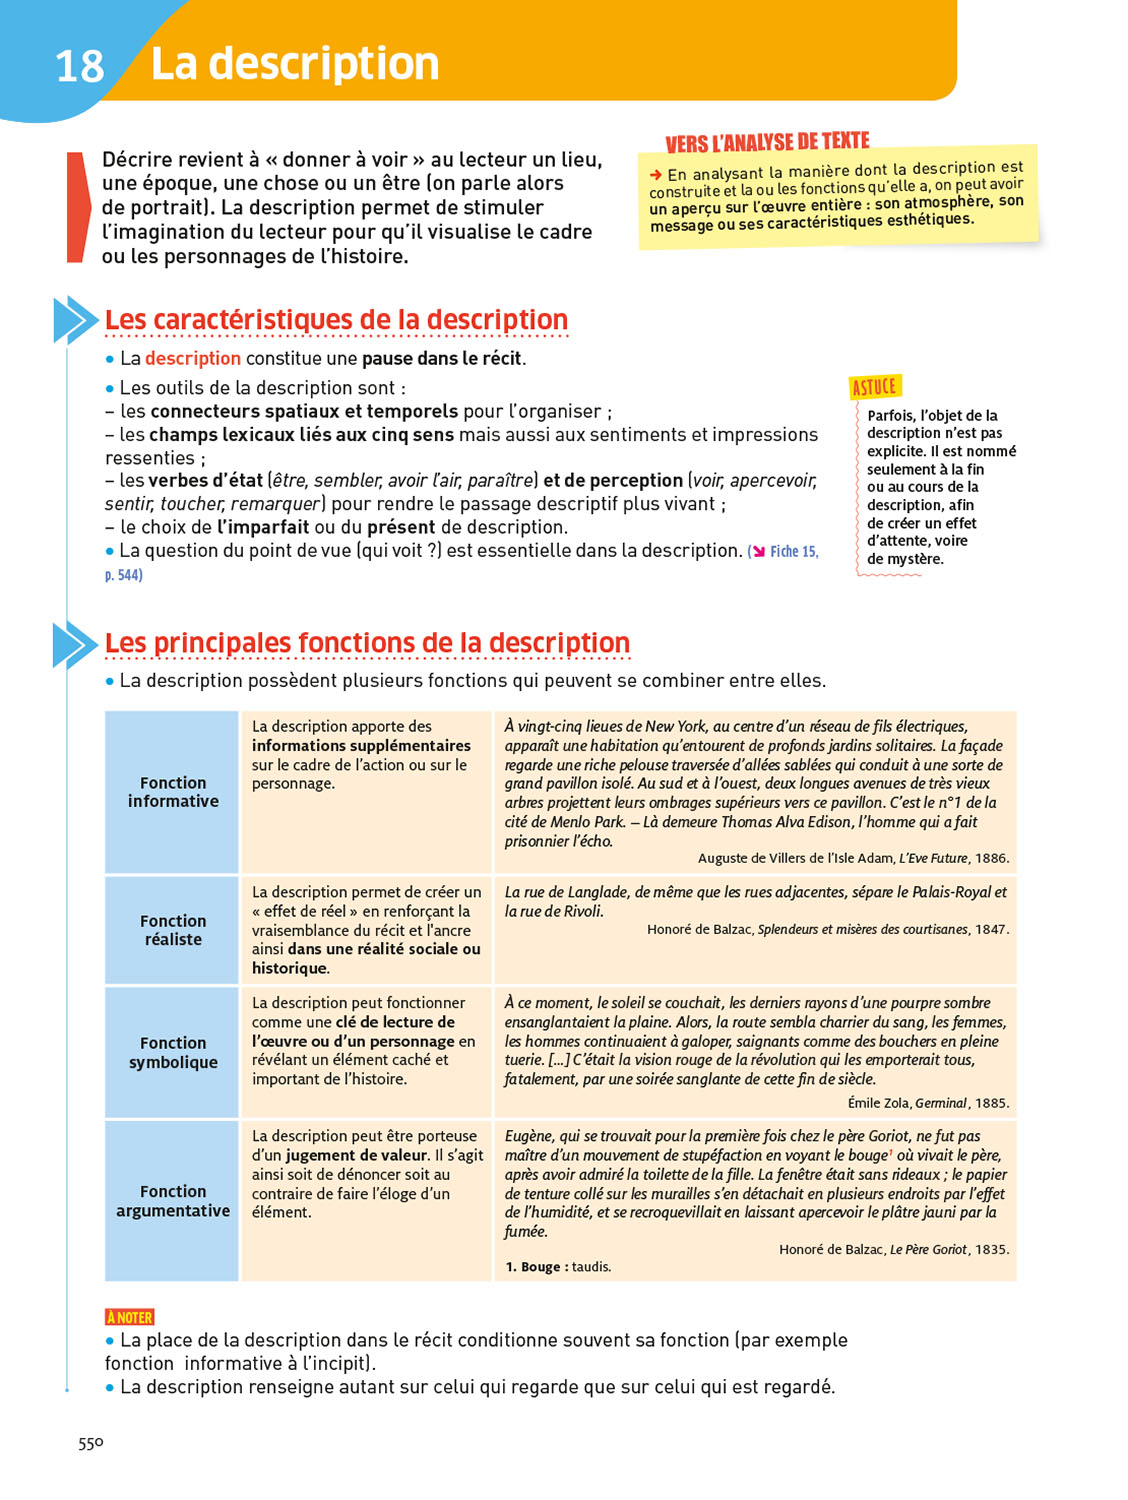 18 La description
Décrire revient à « donner à voir » au lecteur un lieu,
une époque, une chose ou un être (on parle alors
de portrait). La description permet de stimuler
l'imagination du lecteur pour qu'il visualise le cadre
ou les personnages de l'histoire.
VERS L'ANALYSE DE TEXTE
➜ En analysant la manière dont la description est
construite et la ou les fonctions qu'elle a, on peut avoir
un aperçu sur l'œuvre entière : son atmosphère, son
message ou ses caractéristiques esthétiques.
Les caractéristiques de la description
• La description constitue une pause dans le récit.
• Les outils de la description sont :
– les connecteurs spatiaux et temporels pour l'organiser ;
– les champs lexicaux liés aux cinq sens mais aussi aux sentiments et impressions
ressenties ;
– les verbes d'état (être, sembler, avoir l'air, paraître) et de perception (voir, apercevoir,
sentir, toucher, remarquer) pour rendre le passage descriptif plus vivant ;
– le choix de l'imparfait ou du présent de description.
• La question du point de vue (qui voit ?) est essentielle dans la description. (➘ Fiche 15,
p. 544)
ASTUCE
Parfois, l'objet de la
description n'est pas
explicite. Il est nommé
seulement à la fin
ou au cours de la
description, afin
de créer un effet
d'attente, voire
de mystère.
Les principales fonctions de la description
• La description possèdent plusieurs fonctions qui peuvent se combiner entre elles.
Fonction
informative
La description apporte des
informations supplémentaires
sur le cadre de l'action ou sur le
personnage.
À vingt-cinq lieues de New York, au centre d'un réseau de fils électriques,
apparaît une habitation qu'entourent de profonds jardins solitaires. La façade
regarde une riche pelouse traversée d'allées sablées qui conduit à une sorte de
grand pavillon isolé. Au sud et à l'ouest, deux longues avenues de très vieux
arbres projettent leurs ombrages supérieurs vers ce pavillon. C'est le n°1 de la
cité de Menlo Park. – Là demeure Thomas Alva Edison, l'homme qui a fait
prisonnier l'écho.
Auguste de Villers de l'Isle Adam, L'Eve Future, 1886.
Fonction
réaliste
La description permet de créer un
« effet de réel » en renforçant la
vraisemblance du récit et l'ancre
ainsi dans une réalité sociale ou
historique.
La rue de Langlade, de même que les rues adjacentes, sépare le Palais-Royal et
la rue de Rivoli.
Honoré de Balzac, Splendeurs et misères des courtisanes, 1847.
Fonction
symbolique
La description peut fonctionner
comme une clé de lecture de
l'œuvre ou d'un personnage en
révélant un élément caché et
important de l'histoire.
À ce moment, le soleil se couchait, les derniers rayons d'une pourpre sombre
ensanglantaient la plaine. Alors, la route sembla charrier du sang, les femmes,
les hommes continuaient à galoper, saignants comme des bouchers en pleine
tuerie. [...] C'était la vision rouge de la révolution qui les emporterait tous,
fatalement, par une soirée sanglante de cette fin de siècle.
Émile Zola, Germinal, 1885.
Fonction
argumentative
La description peut être porteuse
d'un jugement de valeur. Il s'agit
ainsi soit de dénoncer soit au
contraire de faire l'éloge d'un
élément.
Eugène, qui se trouvait pour la première fois chez le père Goriot, ne fut pas
maître d'un mouvement de stupéfaction en voyant le bouge¹ où vivait le père,
après avoir admiré la toilette de la fille. La fenêtre était sans rideaux ; le papier
de tenture collé sur les murailles s'en détachait en plusieurs endroits par l'effet
de l'humidité, et se recroquevillait en laissant apercevoir le plâtre jauni par la
fumée.
Honoré de Balzac, Le Père Goriot, 1835.
1. Bouge : taudis.
À NOTER
• La place de la description dans le récit conditionne souvent sa fonction (par exemple
fonction informative à l'incipit).
• La description renseigne autant sur celui qui regarde que sur celui qui est regardé.
550